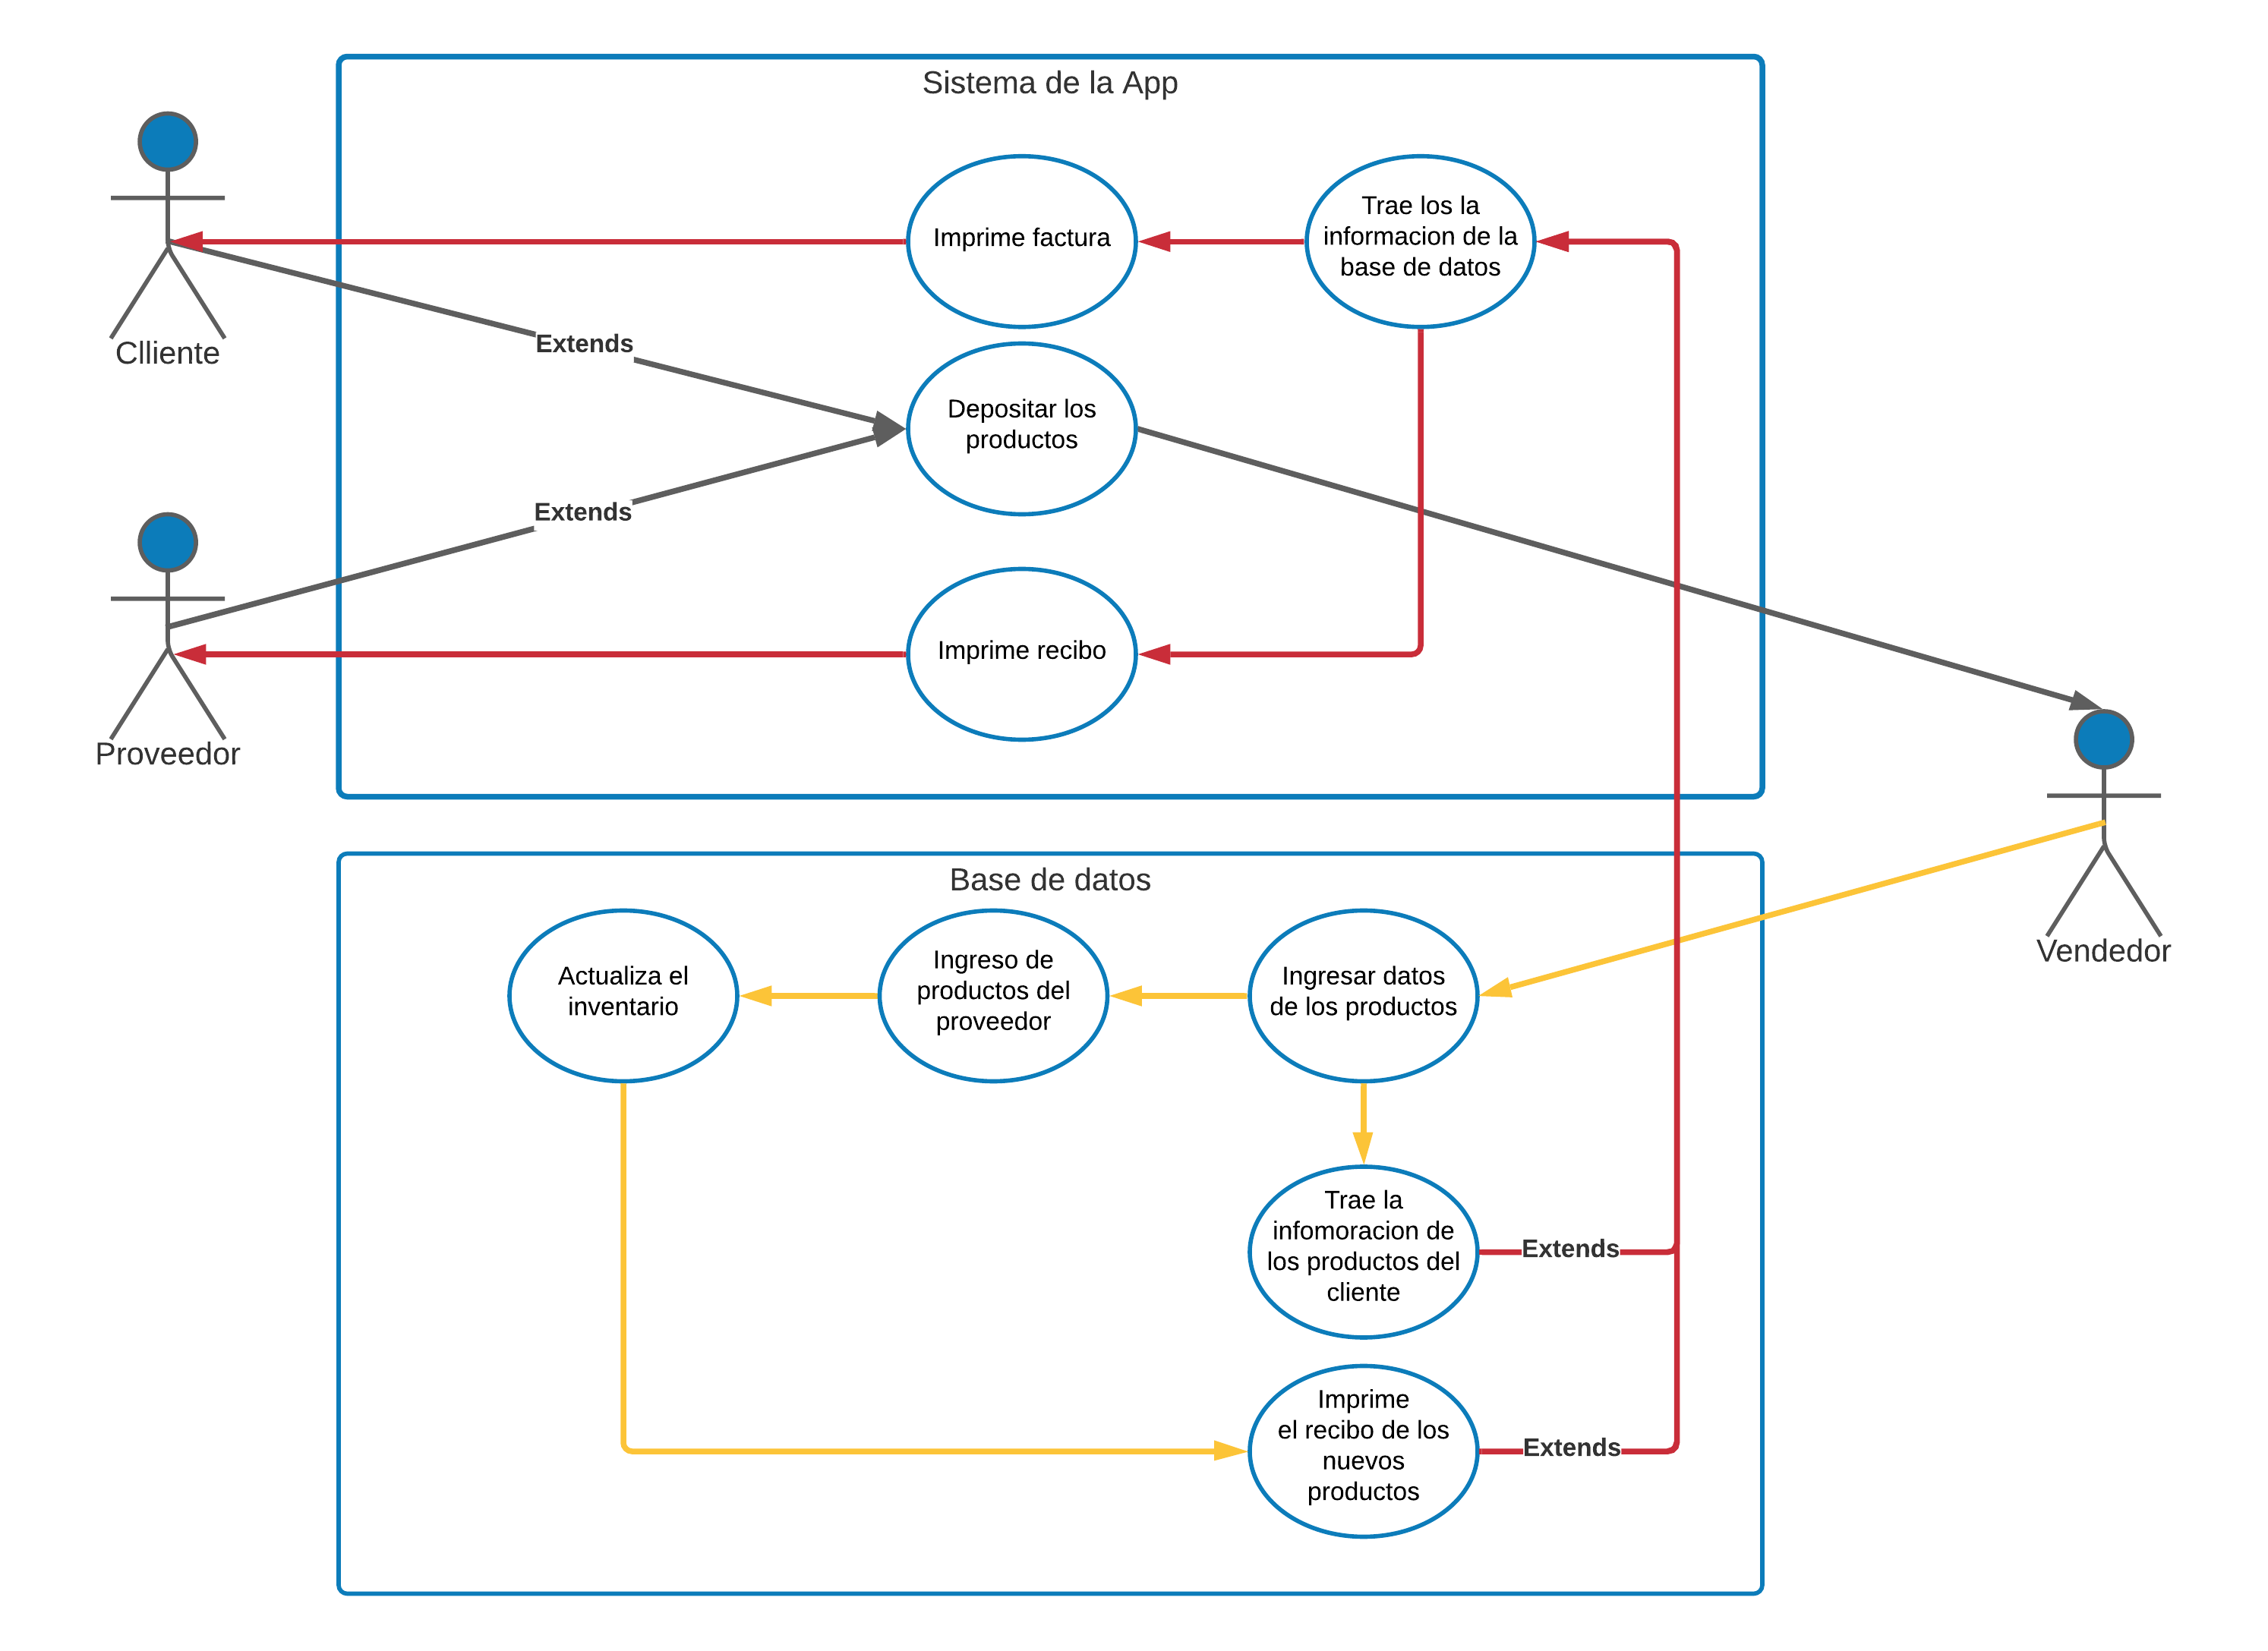 Sistema de la App
Imprime factura
Trae los la
informacion de la
base de datos
Clliente
Extends
Depositar los
productos
Extends
Imprime recibo
Proveedor
Vendedor
Base de datos
Actualiza el
inventario
Ingreso de
productos del
proveedor
Ingresar datos
de los productos
Trae la
infomoracion de
los productos del
cliente
Extends
Imprime
el recibo de los
nuevos
productos
Extends